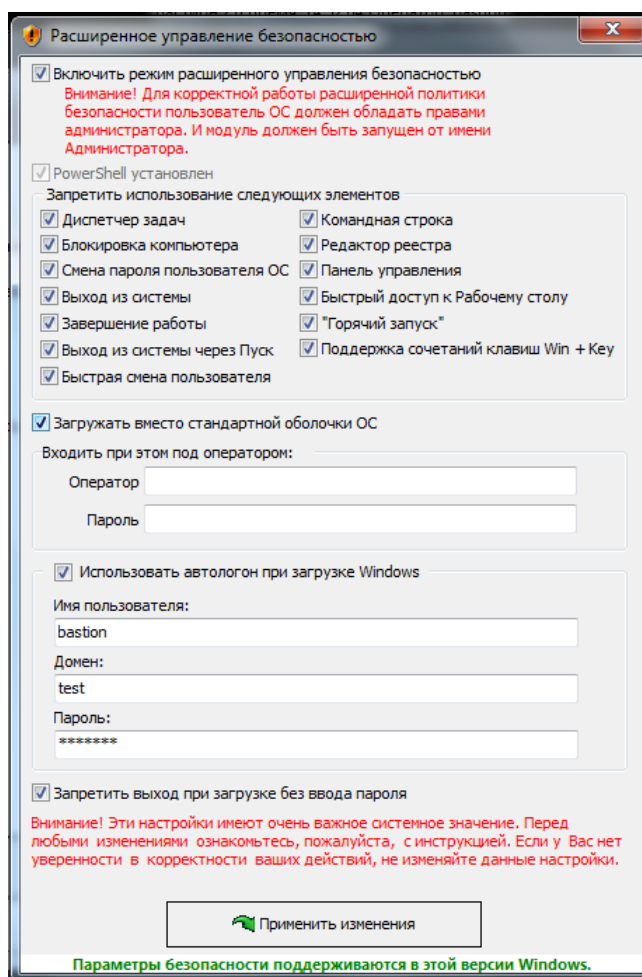 Расширенное управление безопасностью
Включить режим расширенного управления безопасностью
Внимание! Для корректной работы расширенной политики
безопасности пользователь ОС должен обладать правами
администратора. И модуль должен быть запущен от имени
Администратора.
PowerShell установлен
Запретить использование следующих элементов
Диспетчер задач
Командная строка
Блокировка компьютера
Редактор реестра
Смена пароля пользователя ОС
Панель управления
Выход из системы
Быстрый доступ к Рабочему столу
Завершение работы
"Горячий запуск"
Выход из системы через Пуск
Поддержка сочетаний клавиш Win + Key
Быстрая смена пользователя
Загружать вместо стандартной оболочки ОС
Входить при этом под оператором:
Оператор
Пароль
Использовать автологон при загрузке Windows
Имя пользователя:
bastion
Домен:
test
Пароль:
*******
Запретить выход при загрузке без ввода пароля
Внимание! Эти настройки имеют очень важное системное значение. Перед
любыми изменениями ознакомьтесь, пожалуйста, с инструкцией. Если у Вас нет
уверенности в корректности ваших действий, не изменяйте данные настройки.
Применить изменения
Параметры безопасности поддерживаются в этой версии Windows.